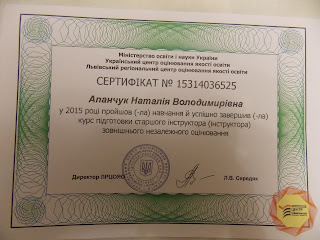 Міністерство освіти і науки України
Український центр оцінювання якості освіти
Львівський регіональний центр оцінювання якості освіти
СЕРТИФІКАТ № 15314036525
Апанчук Наталія Володимирівна
у 2015 році пройшов (-ла) навчання й успішно завершив (-ла)
курс підготовки старшого інструктора (інструктора)
зовнішнього незалежного оцінювання
Директор ЛРЦОЯО
Л.В. Середяк